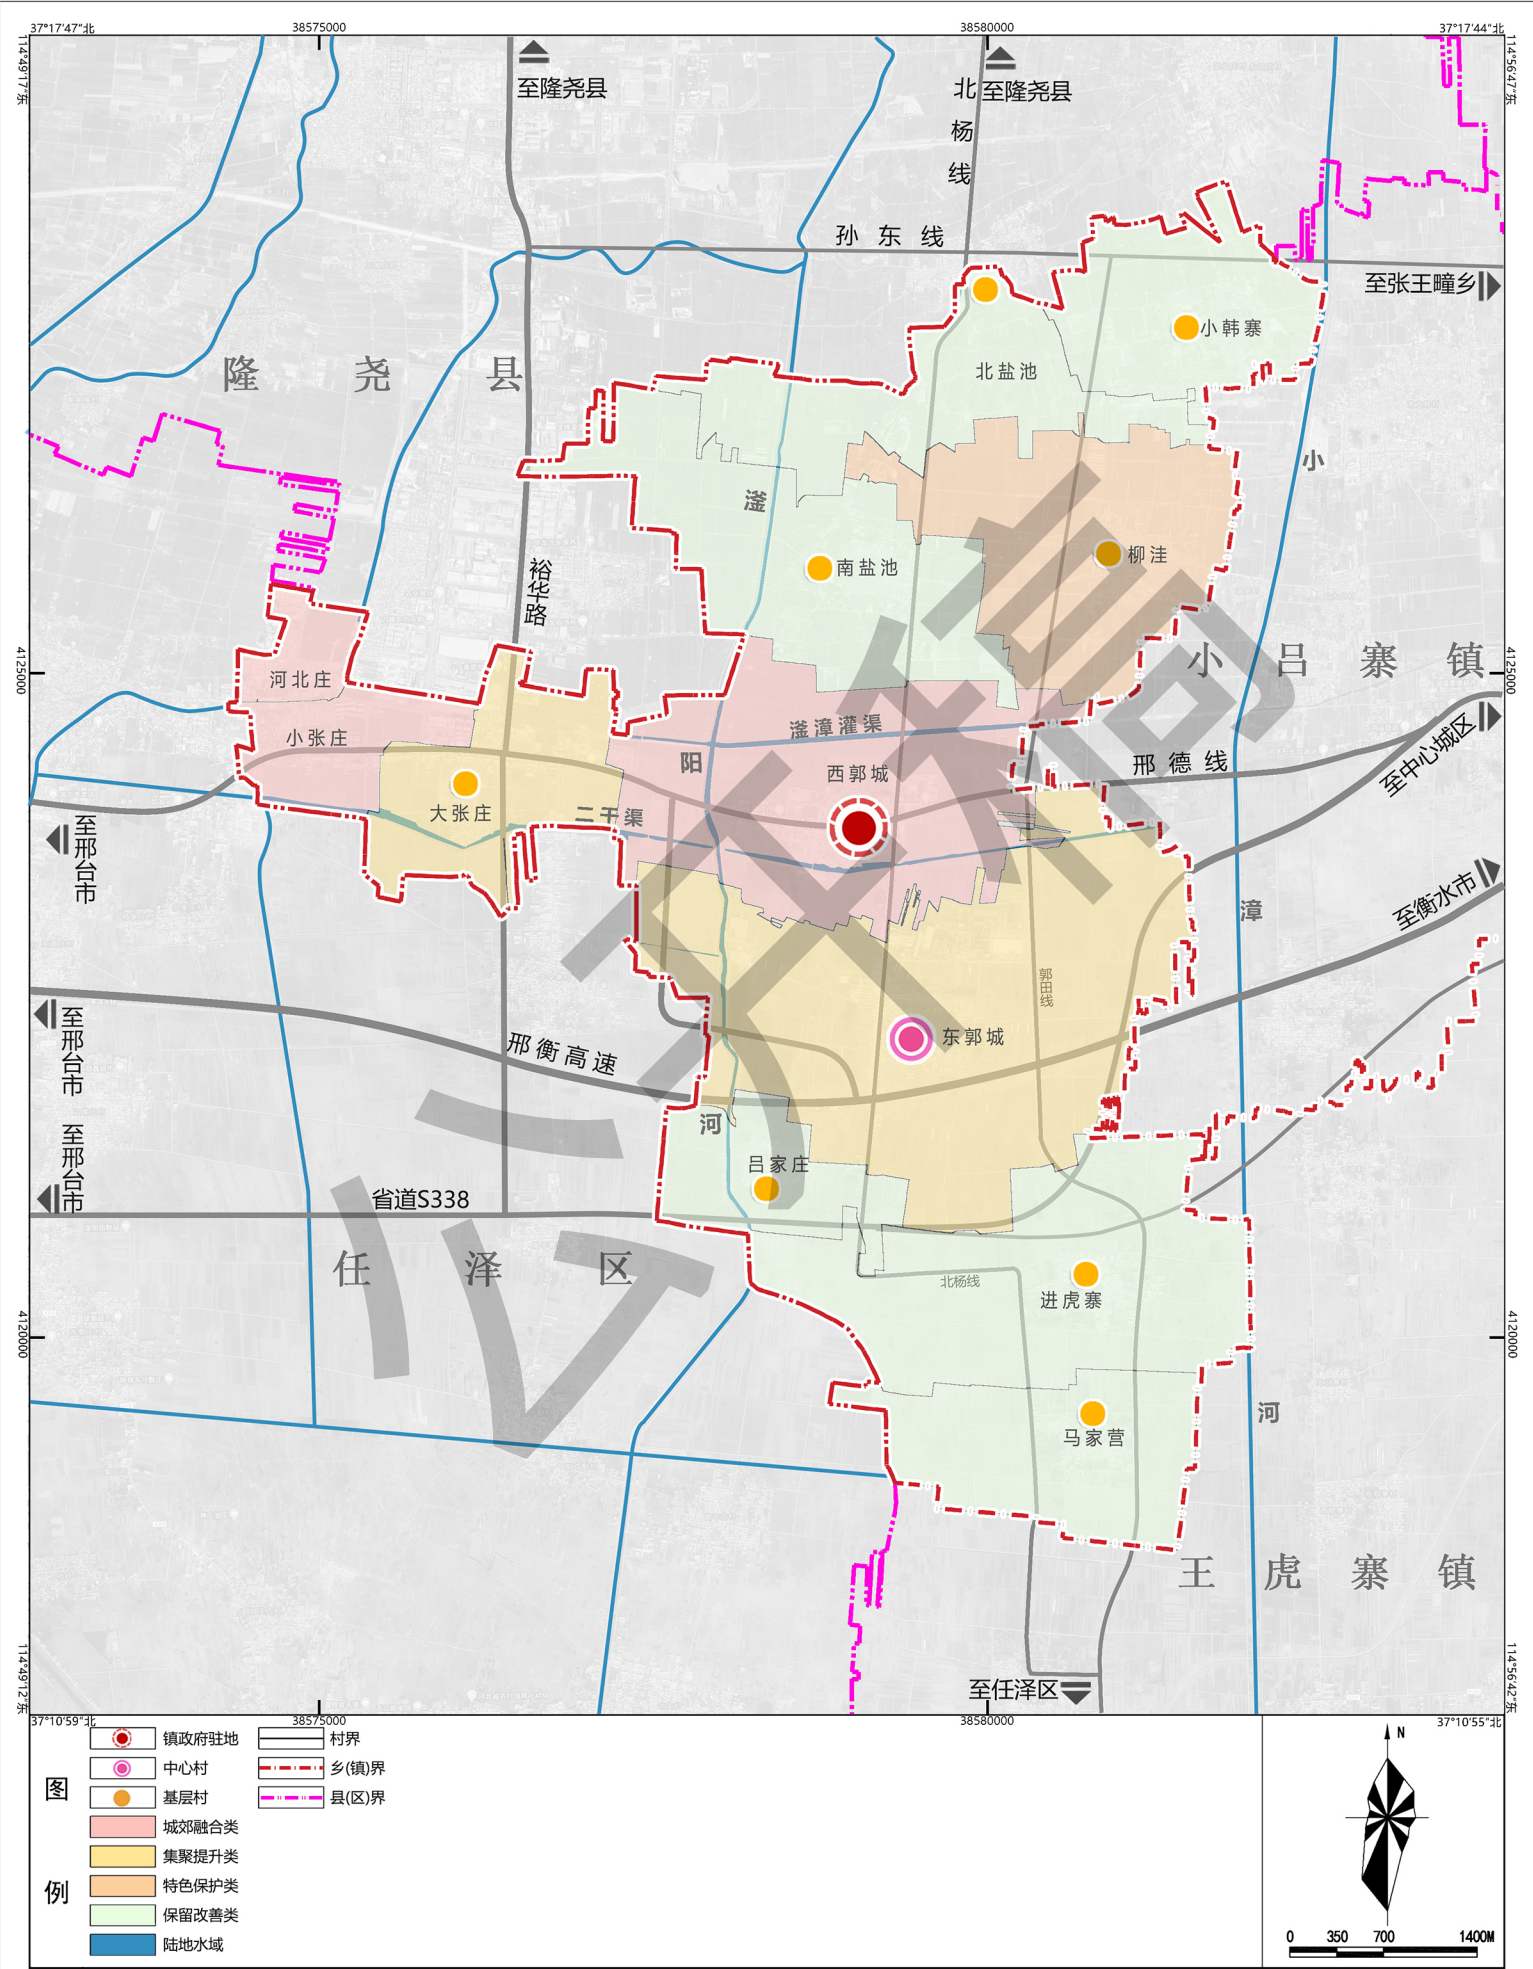 37°17'47"北
38575000
38580000
37°17'44"北
114°49'17"东
114°56'47"东
至隆尧县
至隆尧县
北杨线
孙东线
至张王疃乡
小韩寨
隆尧县
北盐池
小
滏
裕华路
南盐池
柳洼
4125000
4125000
小吕寨镇
河北庄
小张庄
滏漳灌渠
阳
西郭城
邢德线
至中心城区
大张庄
二干渠
至邢台市
至衡水市
漳
郭田线
东郭城
至邢台市
邢衡高速
河
至邢台市
吕家庄
省道S338
任泽区
北杨线
进虎寨
4120000
4120000
河
马家营
王虎寨镇
至任泽区
114°49'12"东
114°56'42"东
37°10'59"北
38575000
38580000
37°10'55"北
公示草案
图例
镇政府驻地
村界
中心村
乡(镇)界
基层村
县(区)界
城郊融合类
集聚提升类
特色保护类
保留改善类
陆地水域
N
0 350 700 1400M